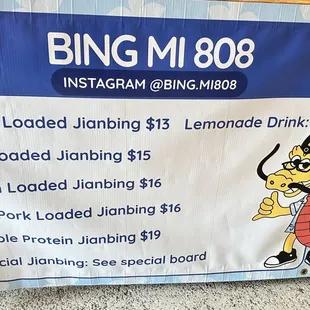 BING MI 808
INSTAGRAM @BING.MI808
Loaded Jianbing $13 Lemonade Drink:
oaded Jianbing $15
Loaded Jianbing $16
Pork Loaded Jianbing $16
ble Protein Jianbing $19
cial Jianbing: See special board